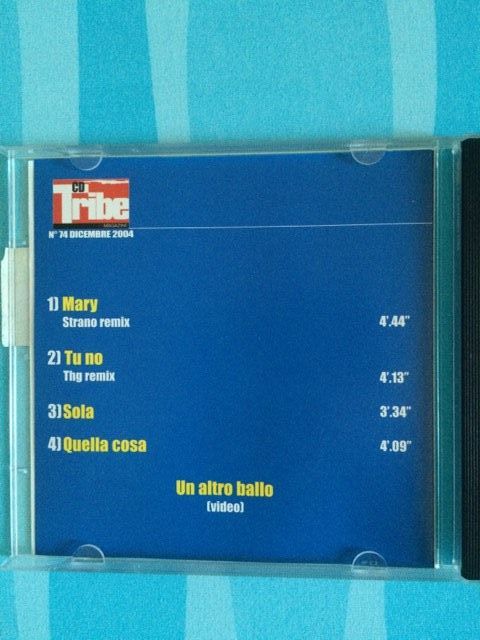 CD
Tribe
MAGAZINE
N° 74 DICEMBRE 2004
1) Mary
Strano remix 4'.44"
2) Tu no
Thg remix 4'.13"
3) Sola 3'.34"
4) Quella cosa 4'.09"
Un altro ballo
(video)